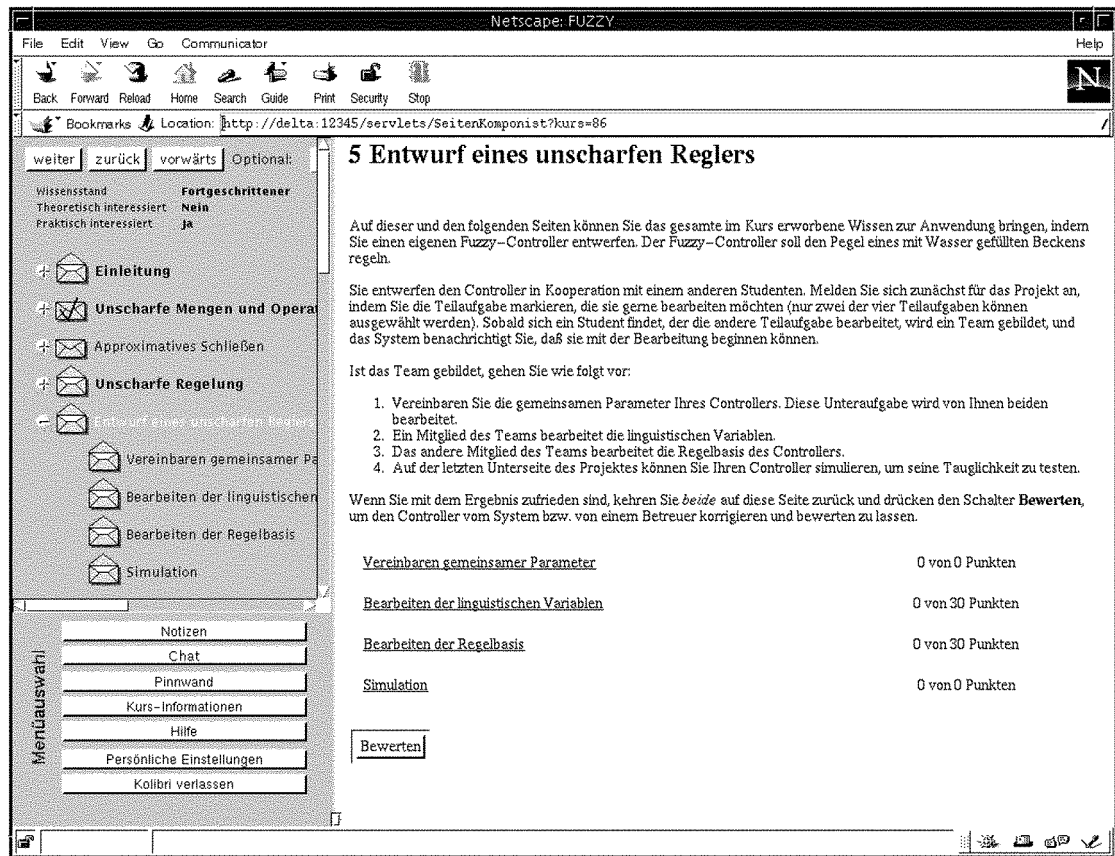 Netscape: FUZZY
File Edit View Go Communicator Help
Back Forward Reload Home Search Guide Print Security Stop
N
Bookmarks Location: http://delta:12345/servlets/SeitenKomponist?kurs=86
weiter zurück vorwärts Optional:
Wissensstand Fortgeschrittener
Theoretisch interessiert Nein
Praktisch interessiert Ja
Einleitung
Unscharfe Mengen und Opera
Approximatives Schließen
Unscharfe Regelung
Entwurf eines unscharfen Reglers
Vereinbaren gemeinsamer Pa
Bearbeiten der linguistischen
Bearbeiten der Regelbasis
Simulation
Menüauswahl
Notizen
Chat
Pinnwand
Kurs-Informationen
Hilfe
Persönliche Einstellungen
Kolibri verlassen
5 Entwurf eines unscharfen Reglers
Auf dieser und den folgenden Seiten können Sie das gesamte im Kurs erworbene Wissen zur Anwendung bringen, indem
Sie einen eigenen Fuzzy-Controller entwerfen. Der Fuzzy-Controller soll den Pegel eines mit Wasser gefüllten Beckens
regeln.
Sie entwerfen den Controller in Kooperation mit einem anderen Studenten. Melden Sie sich zunächst für das Projekt an,
indem Sie die Teilaufgabe markieren, die sie gerne bearbeiten möchten (nur zwei der vier Teilaufgaben können
ausgewählt werden). Sobald sich ein Student findet, der die andere Teilaufgabe bearbeitet, wird ein Team gebildet, und
das System benachrichtigt Sie, daß sie mit der Bearbeitung beginnen können.
Ist das Team gebildet, gehen Sie wie folgt vor:
1. Vereinbaren Sie die gemeinsamen Parameter Ihres Controllers. Diese Unteraufgabe wird von Ihnen beiden
bearbeitet.
2. Ein Mitglied des Teams bearbeitet die linguistischen Variablen.
3. Das andere Mitglied des Teams bearbeitet die Regelbasis des Controllers.
4. Auf der letzten Unterseite des Projektes können Sie Ihren Controller simulieren, um seine Tauglichkeit zu testen.
Wenn Sie mit dem Ergebnis zufrieden sind, kehren Sie beide auf diese Seite zurück und drücken den Schalter Bewerten,
um den Controller vom System bzw. von einem Betreuer korrigieren und bewerten zu lassen.
Vereinbaren gemeinsamer Parameter 0 von 0 Punkten
Bearbeiten der linguistischen Variablen 0 von 30 Punkten
Bearbeiten der Regelbasis 0 von 30 Punkten
Simulation 0 von 0 Punkten
Bewerten